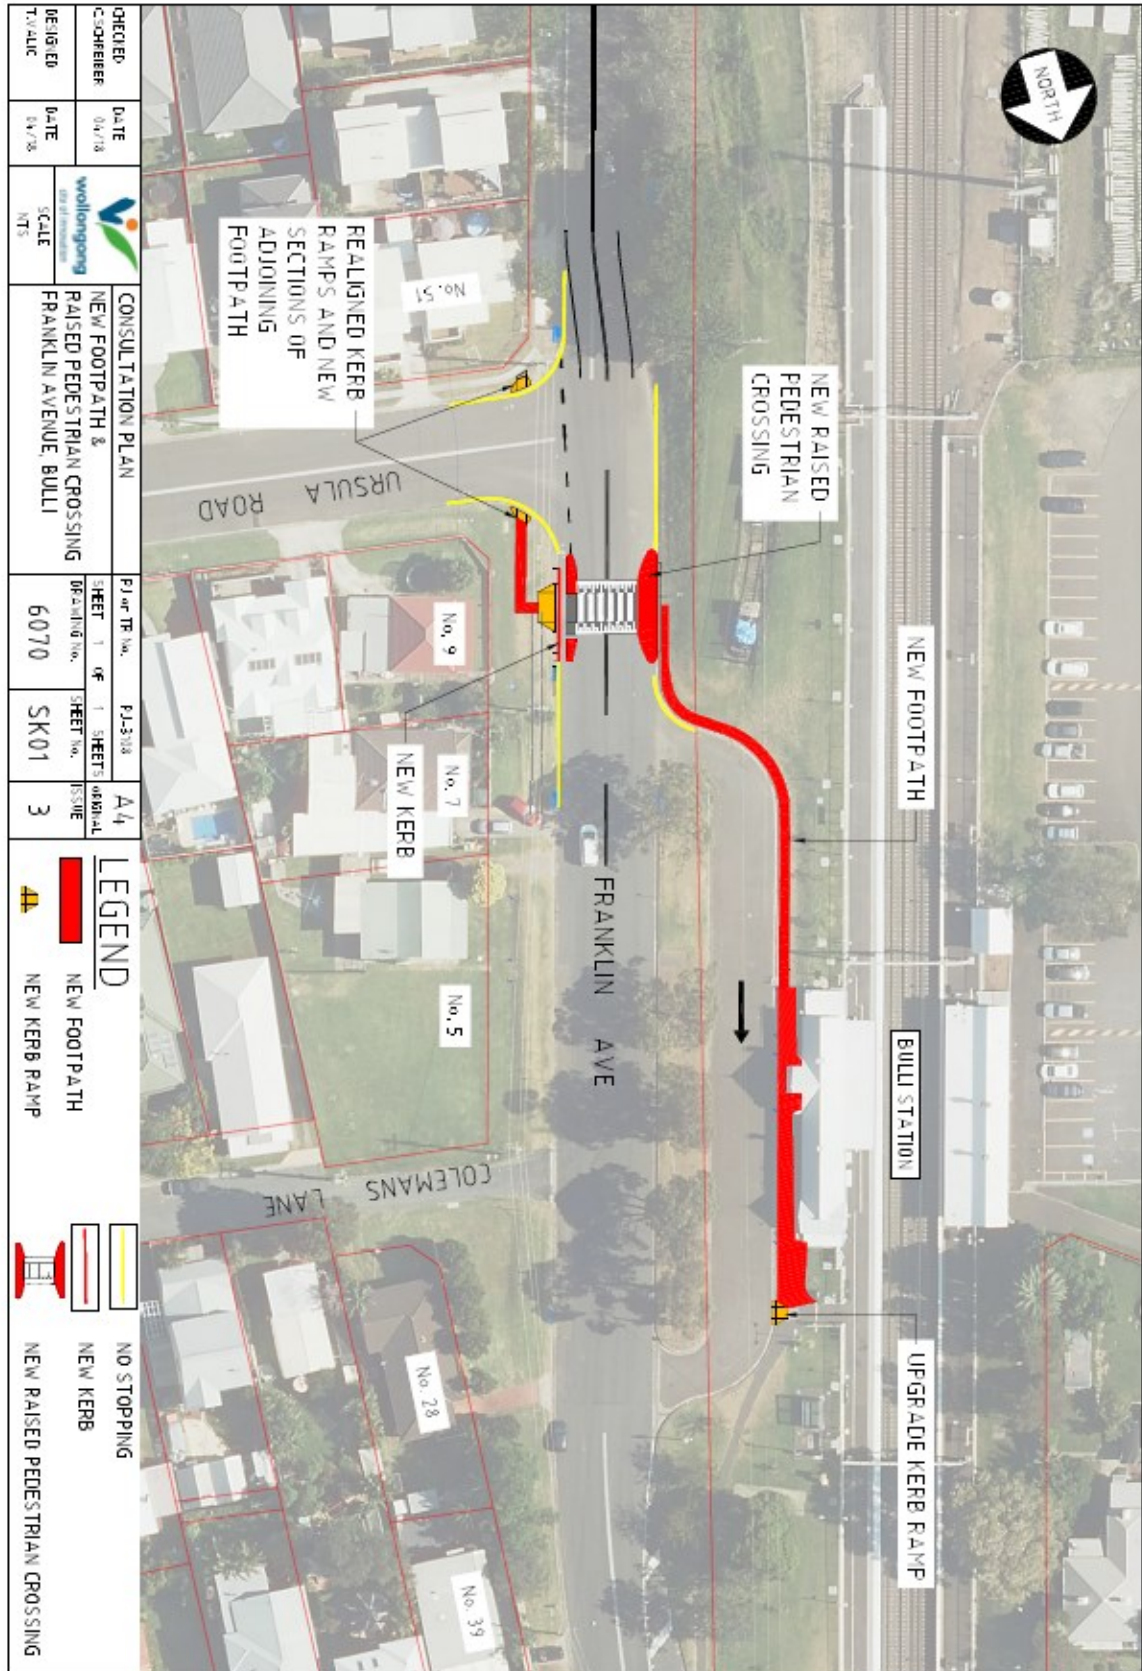 NORTH
NEW RAISED
PEDESTRIAN
CROSSING
NEW FOOTPATH
BULLI STATION
UPGRADE KERB RAMP
REALIGNED KERB
RAMPS AND NEW
SECTIONS OF
ADJOINING
FOOTPATH
No. 51
URSULA ROAD
No. 9
No. 7
NEW KERB
No. 5
FRANKLIN AVE
COLEMANS LANE
No. 28
No. 39
CHECKED
C.SCHREIBER
DATE
04/18
DESIGNED
T.VALIC
DATE
04/18
wollongong
city of innovation
SCALE
NTS
CONSULTATION PLAN
NEW FOOTPATH &
RAISED PEDESTRIAN CROSSING
FRANKLIN AVENUE, BULLI
PJ or TP No.
SHEET 1 OF 1 SHEETS
ORIGINAL
A4
DRAWING No.
6070
SHEET No.
SK01
ISSUE
3
LEGEND
NEW FOOTPATH
NEW KERB RAMP
NO STOPPING
NEW KERB
NEW RAISED PEDESTRIAN CROSSING